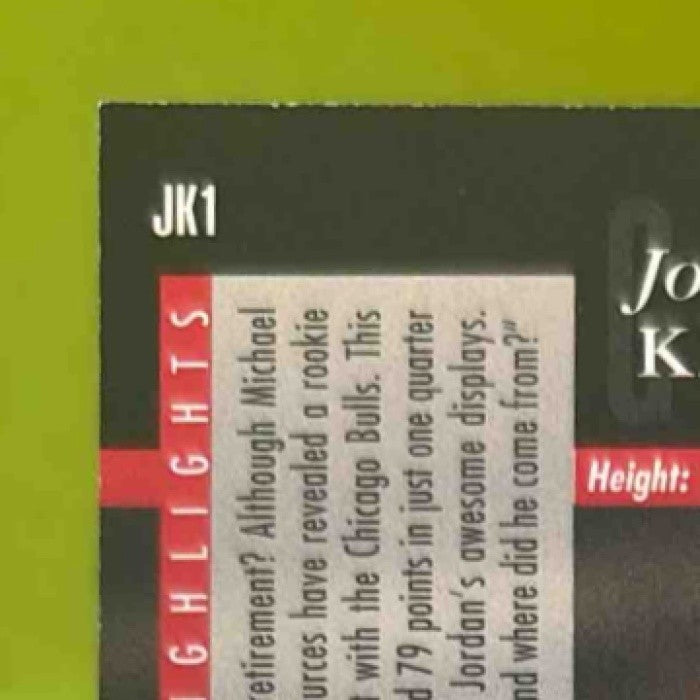 JK1
HIGHLIGHTS
retirement? Although Michael
urces have revealed a rookie
t with the Chicago Bulls. This
d 79 points in just one quarter
Jordan's awesome displays.
nd where did he come from?"
Jo
K
Height: